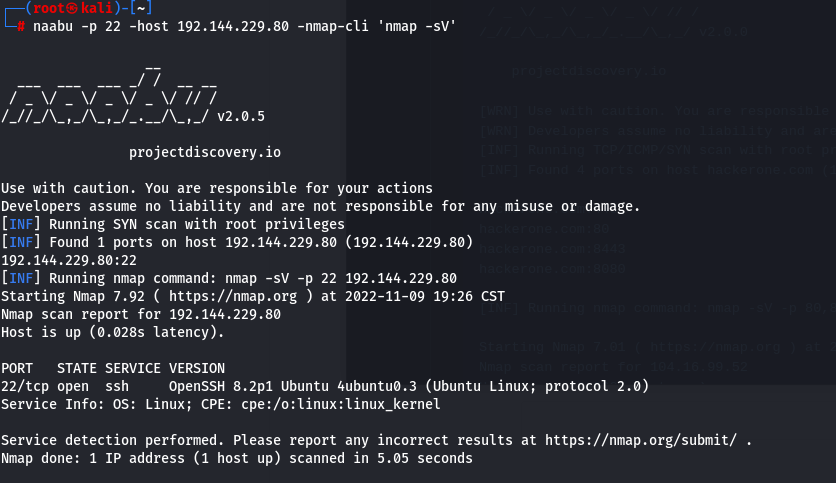 ┌──(root㉿kali)-[~]
└─# naabu -p 22 -host 192.144.229.80 -nmap-cli 'nmap -sV'
                  __
  ___  ___  ___ _/ /  __ __
 / _ \/ _ \/ _ \/ _ \/ // /
/_//_/\_,_/\_,_/_.__/\_,_/ v2.0.5
projectdiscovery.io
Use with caution. You are responsible for your actions
Developers assume no liability and are not responsible for any misuse or damage.
[INF] Running SYN scan with root privileges
[INF] Found 1 ports on host 192.144.229.80 (192.144.229.80)
192.144.229.80:22
[INF] Running nmap command: nmap -sV -p 22 192.144.229.80
Starting Nmap 7.92 ( https://nmap.org ) at 2022-11-09 19:26 CST
Nmap scan report for 192.144.229.80
Host is up (0.028s latency).
PORT   STATE SERVICE VERSION
22/tcp open  ssh     OpenSSH 8.2p1 Ubuntu 4ubuntu0.3 (Ubuntu Linux; protocol 2.0)
Service Info: OS: Linux; CPE: cpe:/o:linux:linux_kernel
Service detection performed. Please report any incorrect results at https://nmap.org/submit/ .
Nmap done: 1 IP address (1 host up) scanned in 5.05 seconds